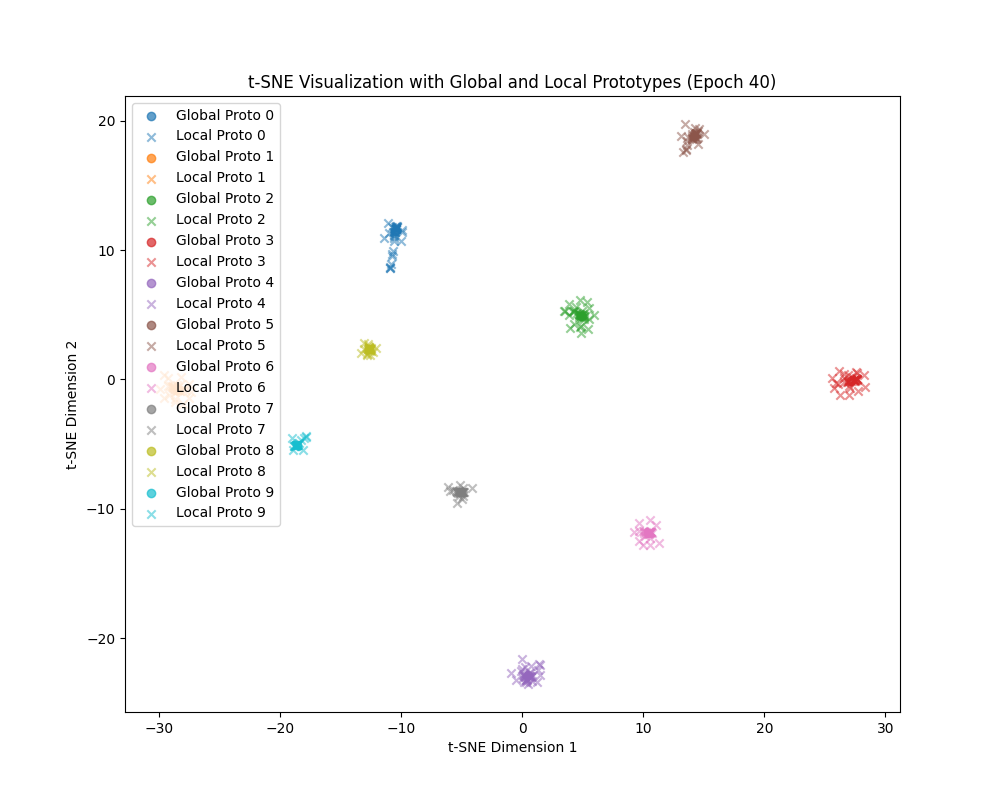 t-SNE Visualization with Global and Local Prototypes (Epoch 40)
Global Proto 0
Local Proto 0
Global Proto 1
Local Proto 1
Global Proto 2
Local Proto 2
Global Proto 3
Local Proto 3
Global Proto 4
Local Proto 4
Global Proto 5
Local Proto 5
Global Proto 6
Local Proto 6
Global Proto 7
Local Proto 7
Global Proto 8
Local Proto 8
Global Proto 9
Local Proto 9
20
10
0
−10
−20
t-SNE Dimension 2
−30 −20 −10 0 10 20 30
t-SNE Dimension 1